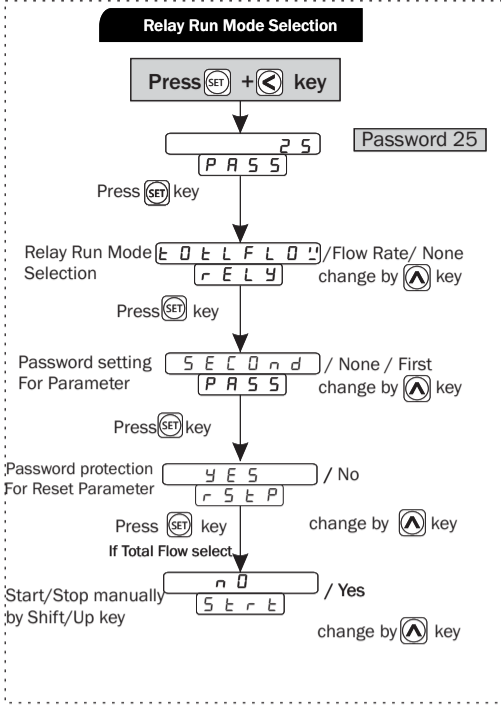 Relay Run Mode Selection
Press SET + < key
25
PASS
Password 25
Press SET key
Relay Run Mode Selection
tOtLFLOW /Flow Rate/ None
rELY
change by key
Press SET key
Password setting For Parameter
SECOnd / None / First
PASS
change by key
Press SET key
Password protection For Reset Parameter
YES / No
rStP
Press SET key
change by key
If Total Flow select
nO / Yes
Strt
Start/Stop manually by Shift/Up key
change by key